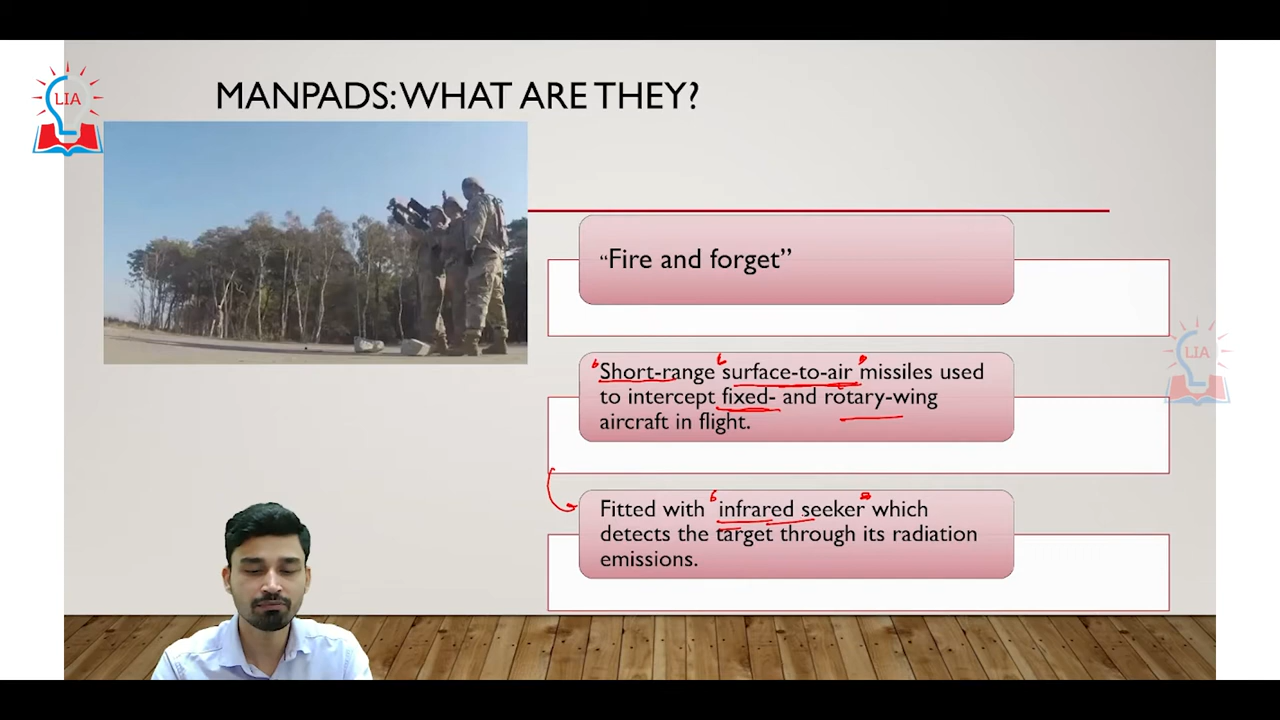 LIA
MANPADS: WHAT ARE THEY?
“Fire and forget”
Short-range surface-to-air missiles used
to intercept fixed- and rotary-wing
aircraft in flight.
LIA
Fitted with infrared seeker which
detects the target through its radiation
emissions.